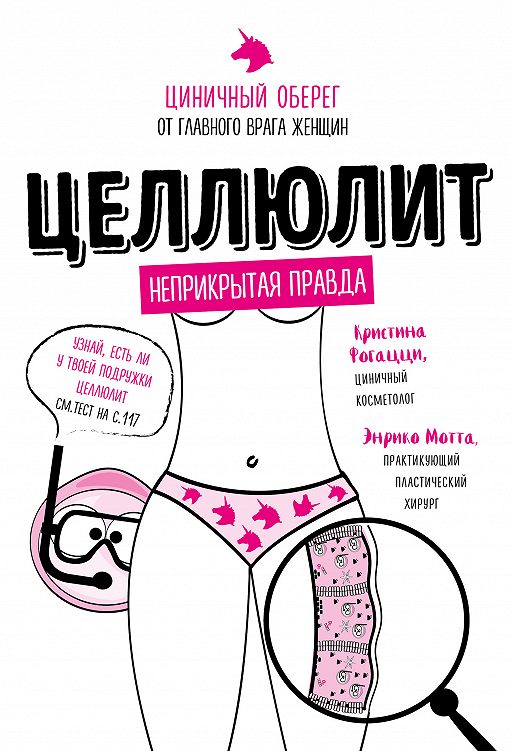 ЦИНИЧНЫЙ ОБЕРЕГ
ОТ ГЛАВНОГО ВРАГА ЖЕНЩИН
ЦЕЛЛЮЛИТ
НЕПРИКРЫТАЯ ПРАВДА
Кристина
Фогацци,
ЦИНИЧНЫЙ
КОСМЕТОЛОГ
Энрико Мотта,
ПРАКТИКУЮЩИЙ
ПЛАСТИЧЕСКИЙ
ХИРУРГ
УЗНАЙ, ЕСТЬ ЛИ
У ТВОЕЙ ПОДРУЖКИ
ЦЕЛЛЮЛИТ
СМ.ТЕСТ НА С.117